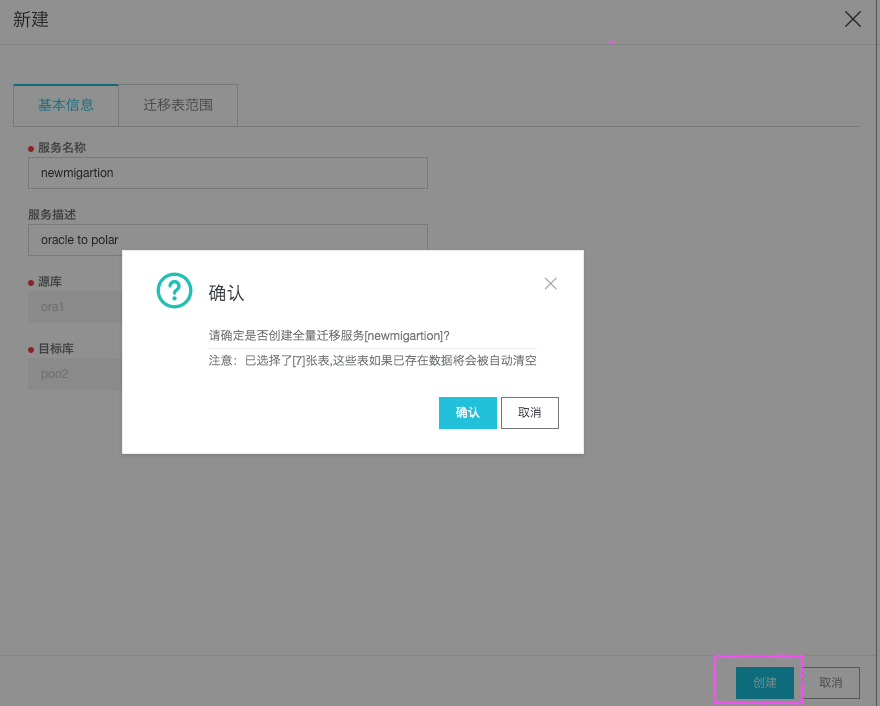 新建
基本信息
迁移表范围
服务名称
newmigartion
服务描述
oracle to polar
源库
ora1
目标库
poo2
确认
请确定是否创建全量迁移服务[newmigartion]?
注意：已选择了[7]张表,这些表如果已存在数据将会被自动清空
确认
取消
创建
取消